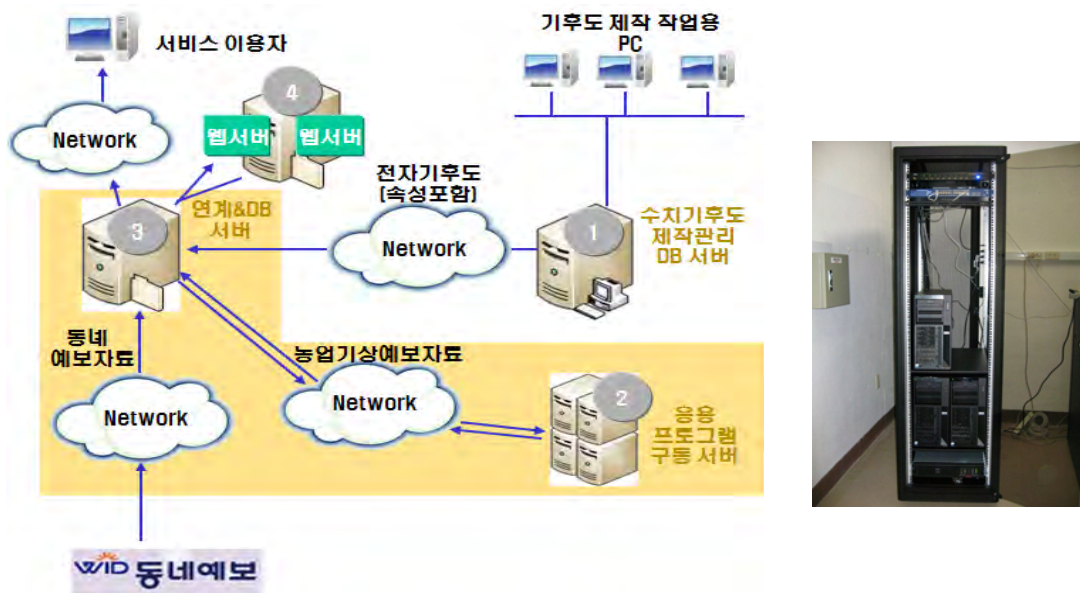 서비스 이용자
기후도 제작 작업용
PC
4
웹서버
웹서버
Network
전자기후도
(속성포함)
연계&DB
서버
3
Network
1
수치기후도
제작관리
DB 서버
동네
예보자료
농업기상예보자료
Network
Network
2
응용
프로그램
구동 서버
WID 동네예보